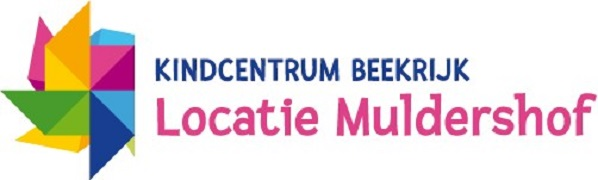 KINDCENTRUM BEEKRIJK
Locatie Muldershof